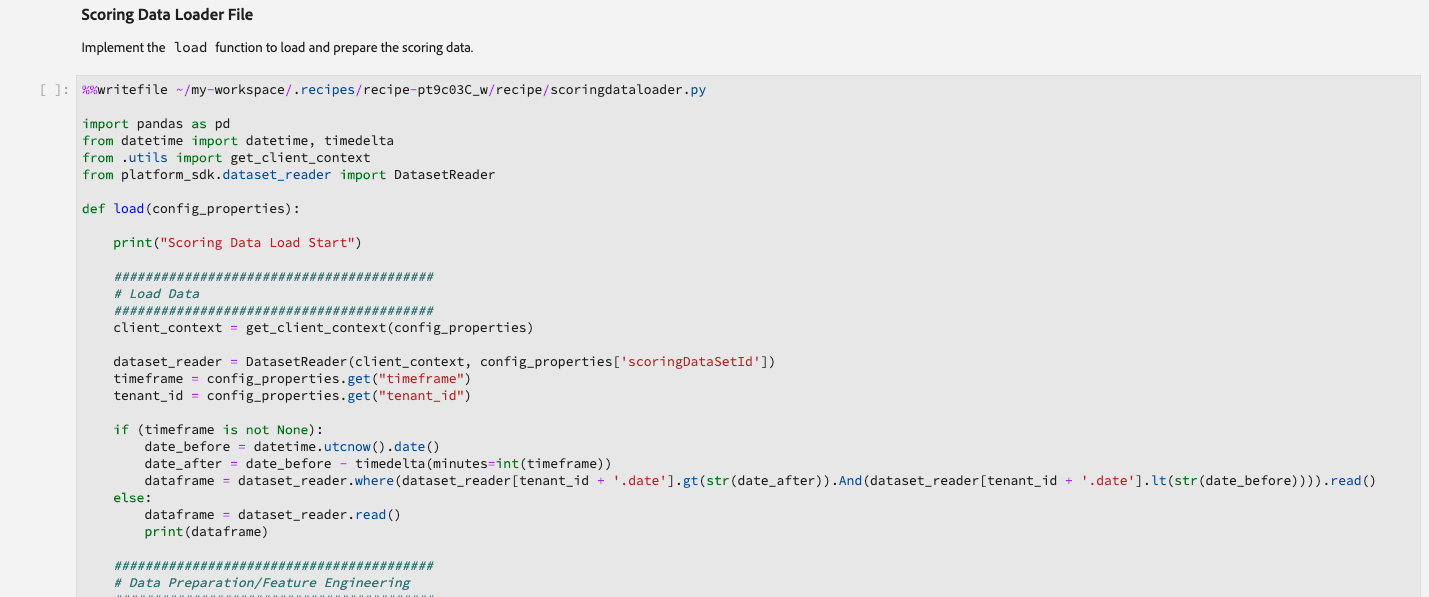 Scoring Data Loader File
Implement the load function to load and prepare the scoring data.
[ ]: %%writefile ~/my-workspace/.recipes/recipe-pt9c03C_w/recipe/scoringdataloader.py
import pandas as pd
from datetime import datetime, timedelta
from .utils import get_client_context
from platform_sdk.dataset_reader import DatasetReader
def load(config_properties):
print("Scoring Data Load Start")
#########################################
# Load Data
#########################################
client_context = get_client_context(config_properties)
dataset_reader = DatasetReader(client_context, config_properties['scoringDataSetId'])
timeframe = config_properties.get("timeframe")
tenant_id = config_properties.get("tenant_id")
if (timeframe is not None):
date_before = datetime.utcnow().date()
date_after = date_before - timedelta(minutes=int(timeframe))
dataframe = dataset_reader.where(dataset_reader[tenant_id + '.date'].gt(str(date_after)).And(dataset_reader[tenant_id + '.date'].lt(str(date_before)))).read()
else:
dataframe = dataset_reader.read()
print(dataframe)
#########################################
# Data Preparation/Feature Engineering
#########################################